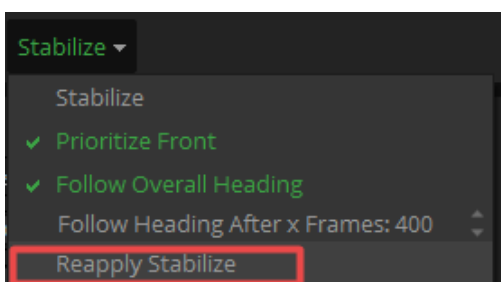 Stabilize
Stabilize
Prioritize Front
Follow Overall Heading
Follow Heading After x Frames: 400
Reapply Stabilize